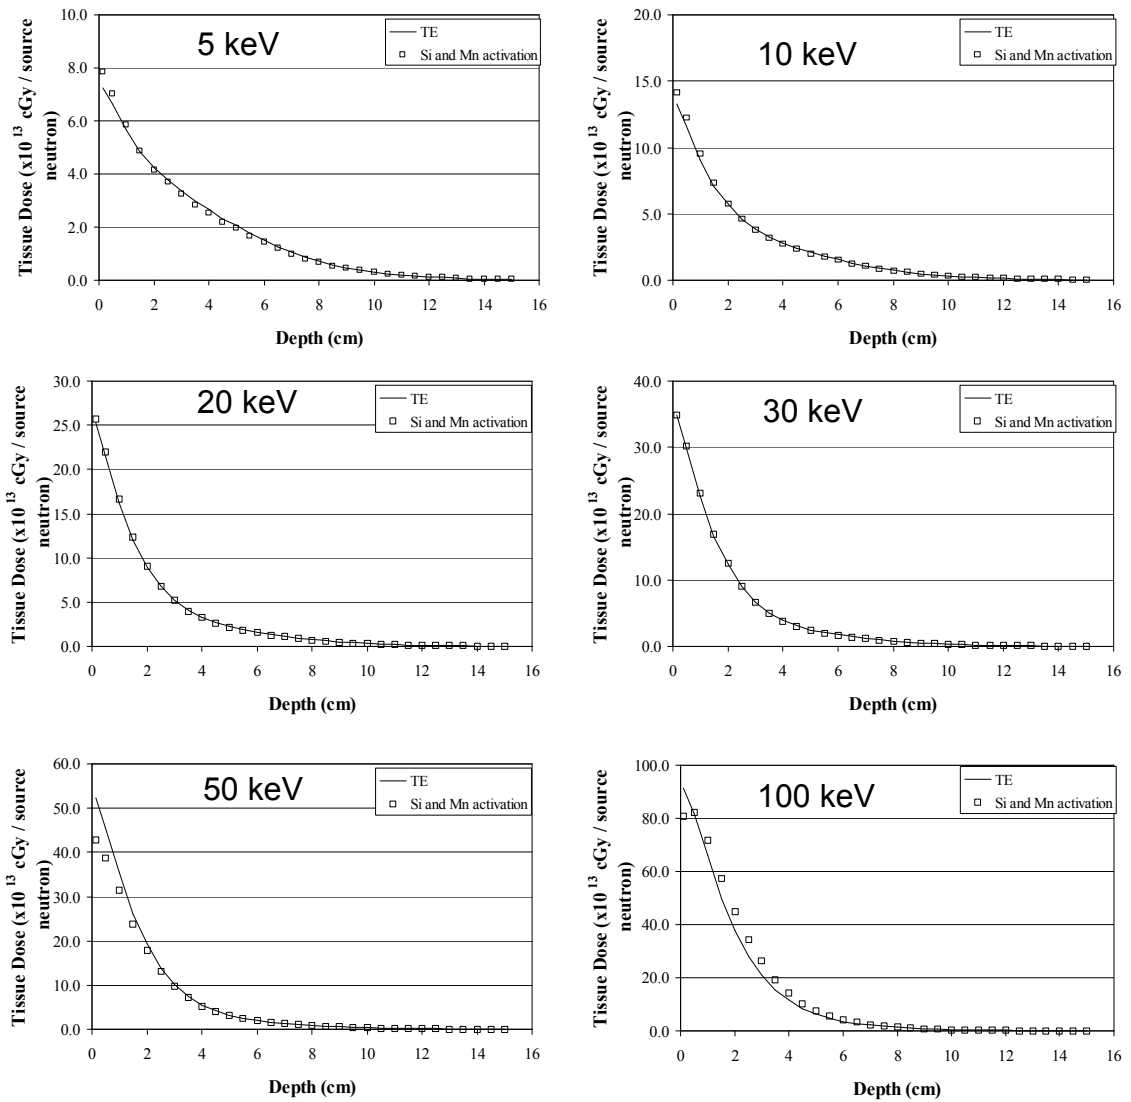 5 keV
TE
Si and Mn activation
Tissue Dose (x10 13 cGy / source
neutron)
10.0
8.0
6.0
4.0
2.0
0.0
0 2 4 6 8 10 12 14 16
Depth (cm)
10 keV
TE
Si and Mn activation
Tissue Dose (x10 13 cGy / source
neutron)
20.0
15.0
10.0
5.0
0.0
0 2 4 6 8 10 12 14 16
Depth (cm)
20 keV
TE
Si and Mn activation
Tissue Dose (x10 13 cGy / source
neutron)
30.0
25.0
20.0
15.0
10.0
5.0
0.0
0 2 4 6 8 10 12 14 16
Depth (cm)
30 keV
TE
Si and Mn activation
Tissue Dose (x10 13 cGy / source
neutron)
40.0
30.0
20.0
10.0
0.0
0 2 4 6 8 10 12 14 16
Depth (cm)
50 keV
TE
Si and Mn activation
Tissue Dose (x10 13 cGy / source
neutron)
60.0
50.0
40.0
30.0
20.0
10.0
0.0
0 2 4 6 8 10 12 14 16
Depth (cm)
100 keV
TE
Si and Mn activation
Tissue Dose (x10 13 cGy / source
neutron)
100.0
80.0
60.0
40.0
20.0
0.0
0 2 4 6 8 10 12 14 16
Depth (cm)